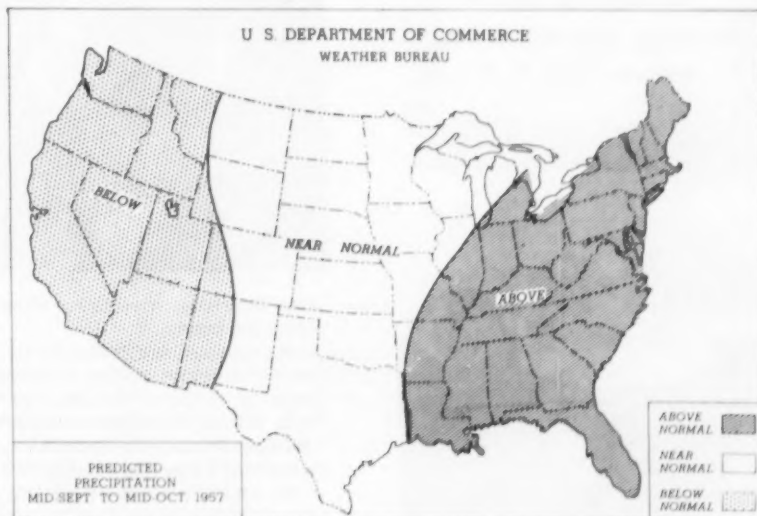 U S. DEPARTMENT OF COMMERCE
WEATHER BUREAU
BELOW
NEAR NORMAL
ABOVE
PREDICTED
PRECIPITATION
MID SEPT. TO MID OCT 1957
ABOVE
NORMAL
NEAR
NORMAL
BELOW
NORMAL